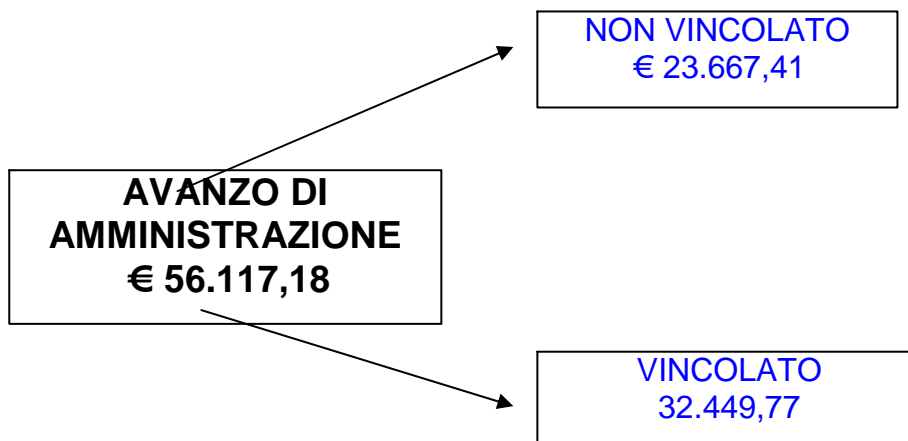 NON VINCOLATO
€ 23.667,41
AVANZO DI
AMMINISTRAZIONE
€ 56.117,18
VINCOLATO
32.449,77